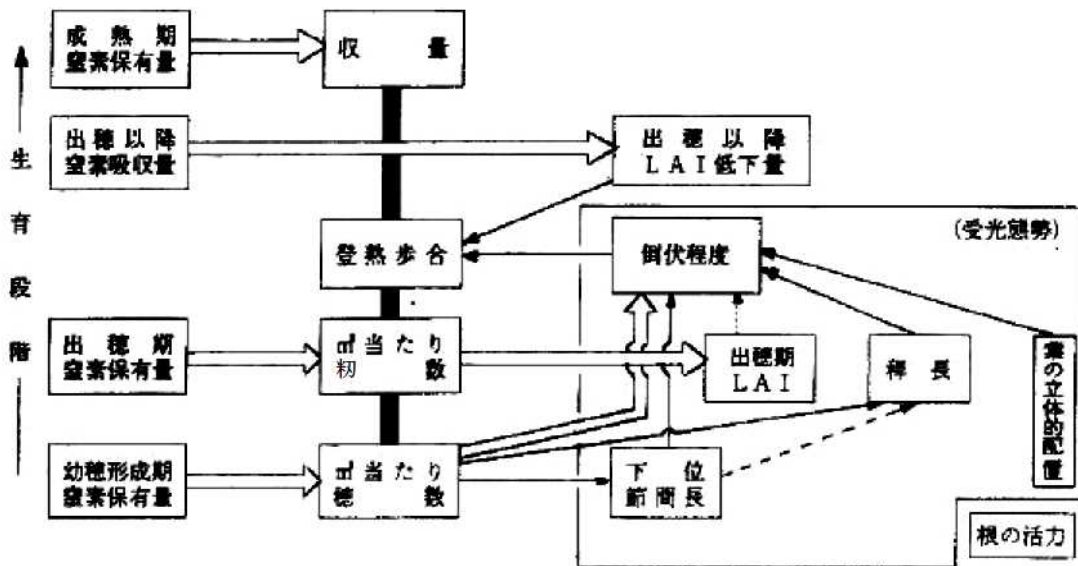 成熟期
窒素保有量
収量
出穂以降
窒素吸収量
出穂以降
LAI低下量
生育段階
(受光態勢)
登熟歩合
倒伏程度
出穂期
窒素保有量
㎡当たり
籾数
出穂期
LAI
稈長
葉の立体的配置
幼穂形成期
窒素保有量
㎡当たり
穂数
下位
節間長
根の活力